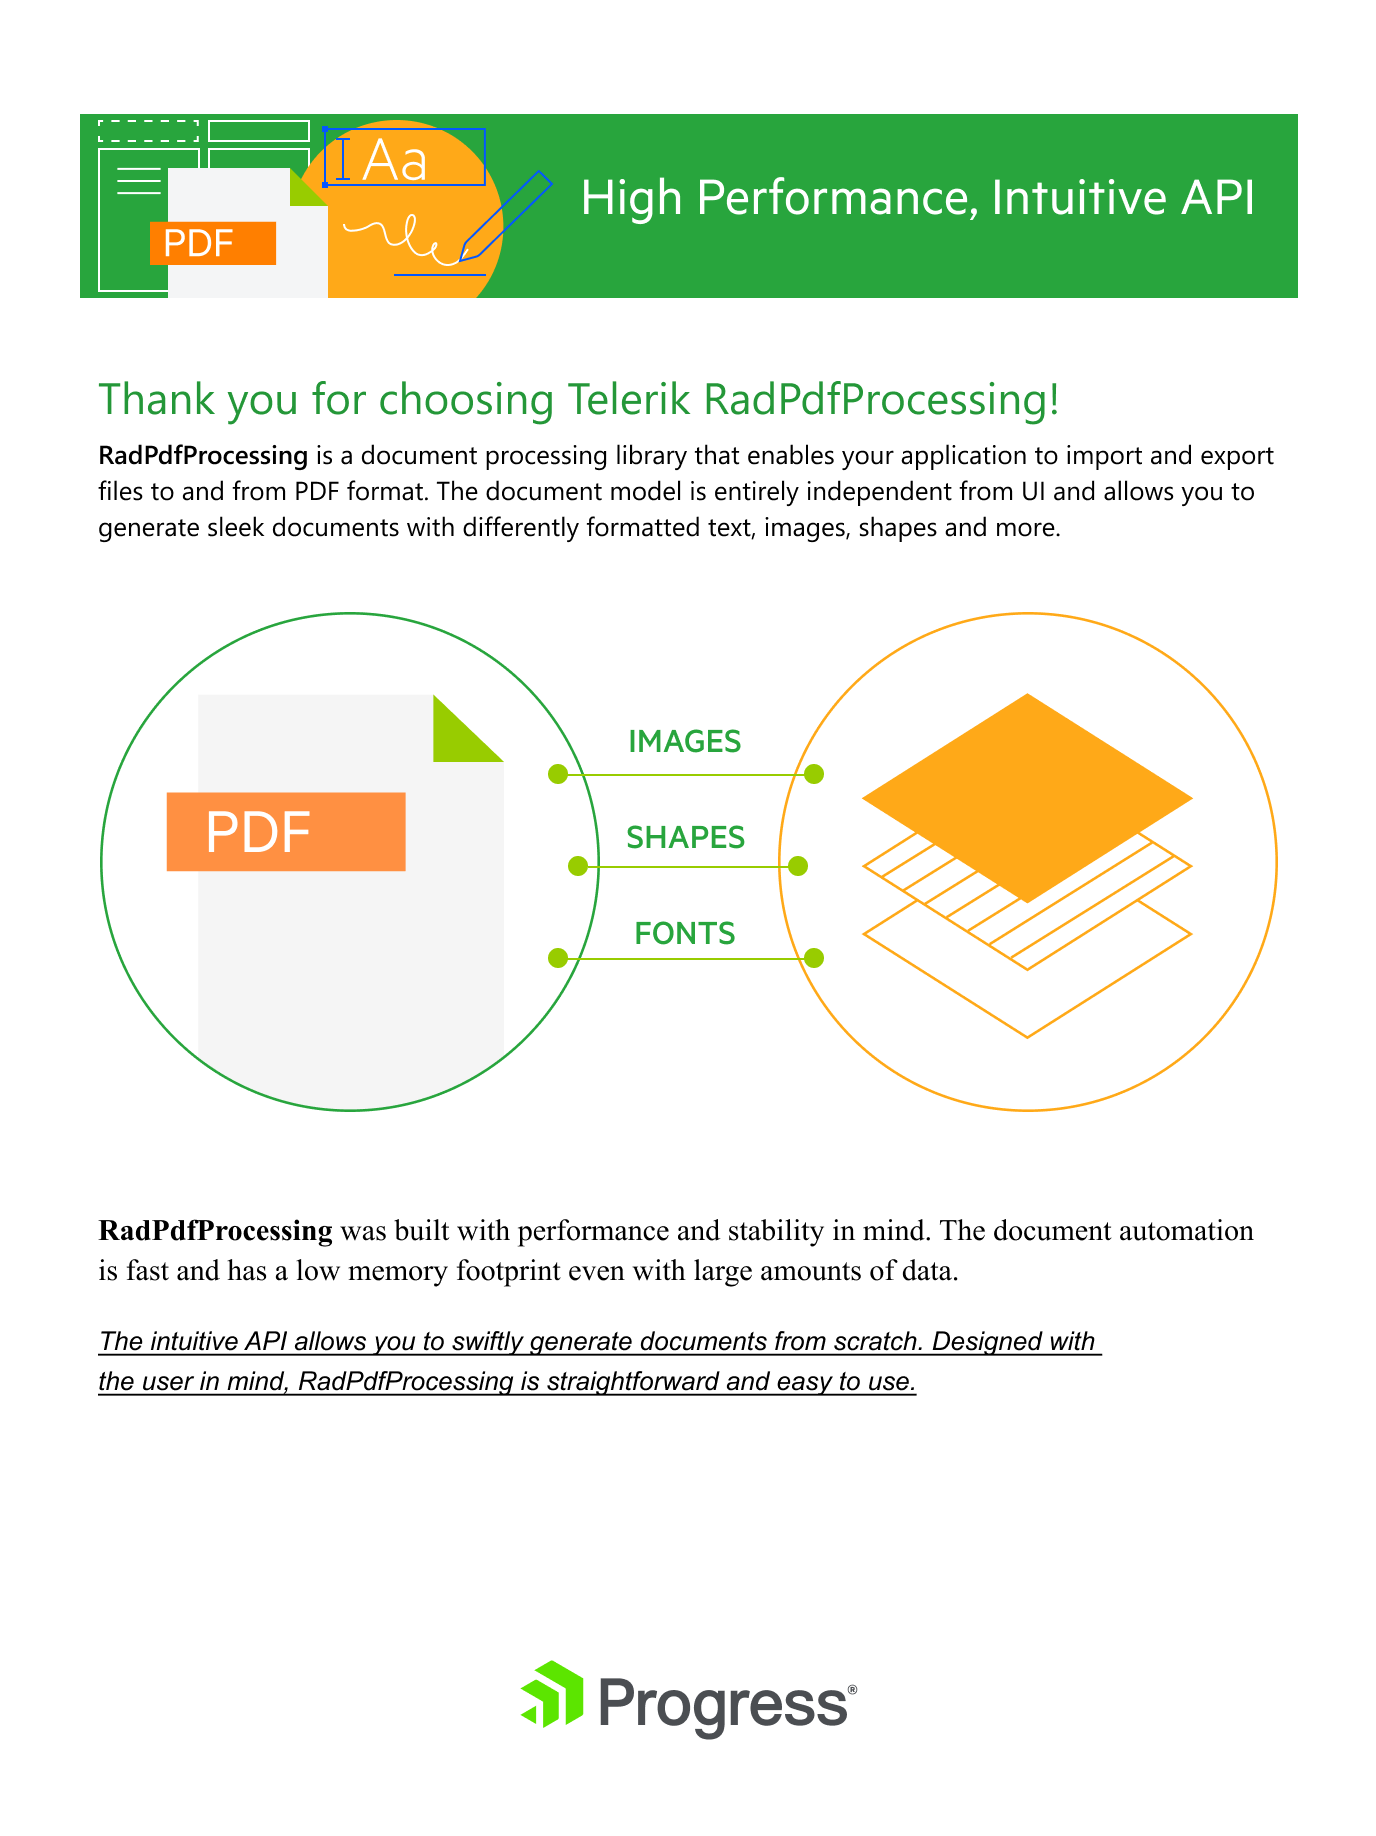 Aa
PDF
High Performance, Intuitive API
Thank you for choosing Telerik RadPdfProcessing!
RadPdfProcessing is a document processing library that enables your application to import and export
files to and from PDF format. The document model is entirely independent from UI and allows you to
generate sleek documents with differently formatted text, images, shapes and more.
PDF
IMAGES
SHAPES
FONTS
RadPdfProcessing was built with performance and stability in mind. The document automation
is fast and has a low memory footprint even with large amounts of data.
The intuitive API allows you to swiftly generate documents from scratch. Designed with
the user in mind, RadPdfProcessing is straightforward and easy to use.
Progress®